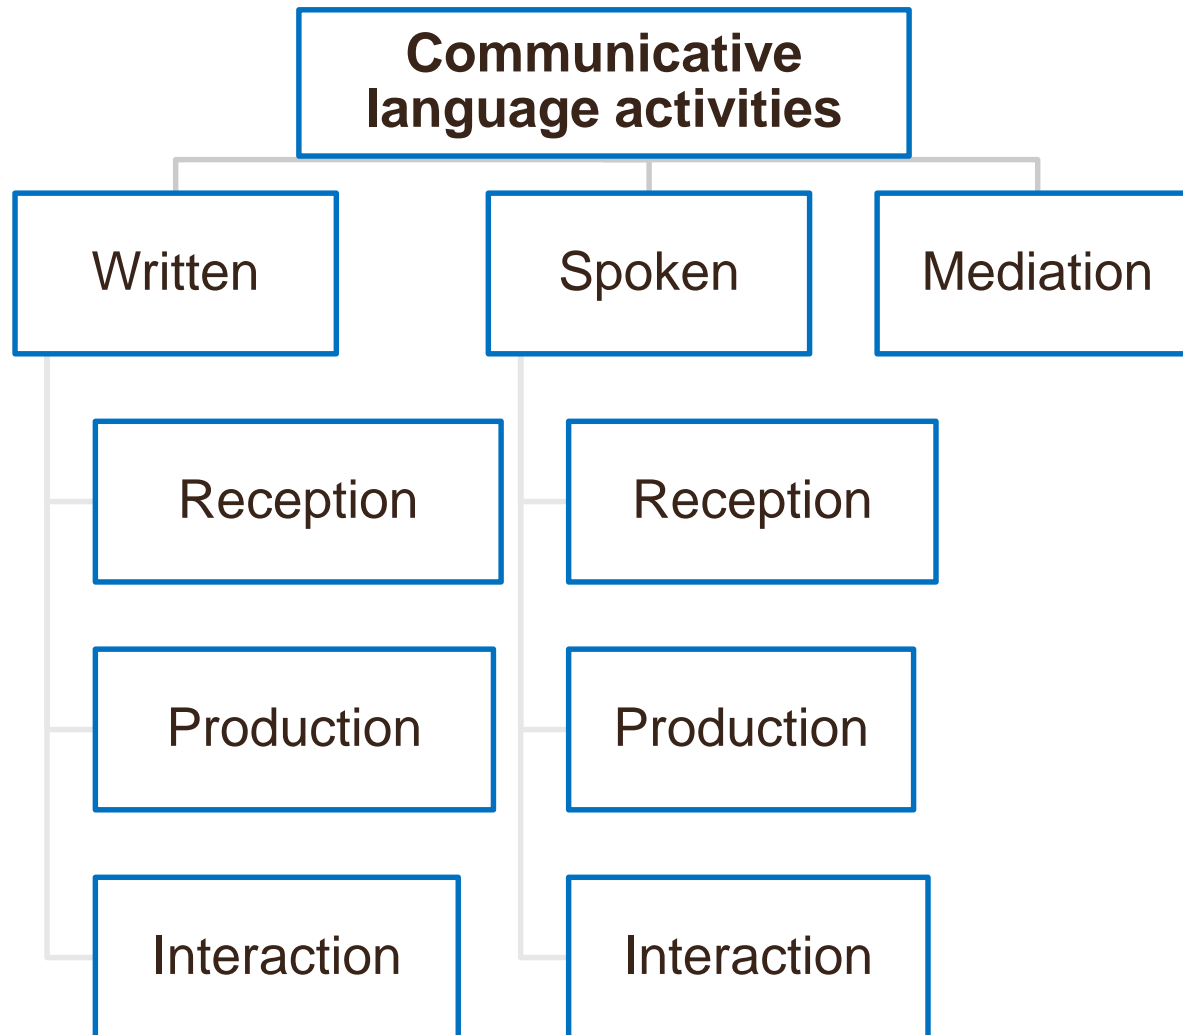 Communicative
language activities
Written
Spoken
Mediation
Reception
Reception
Production
Production
Interaction
Interaction